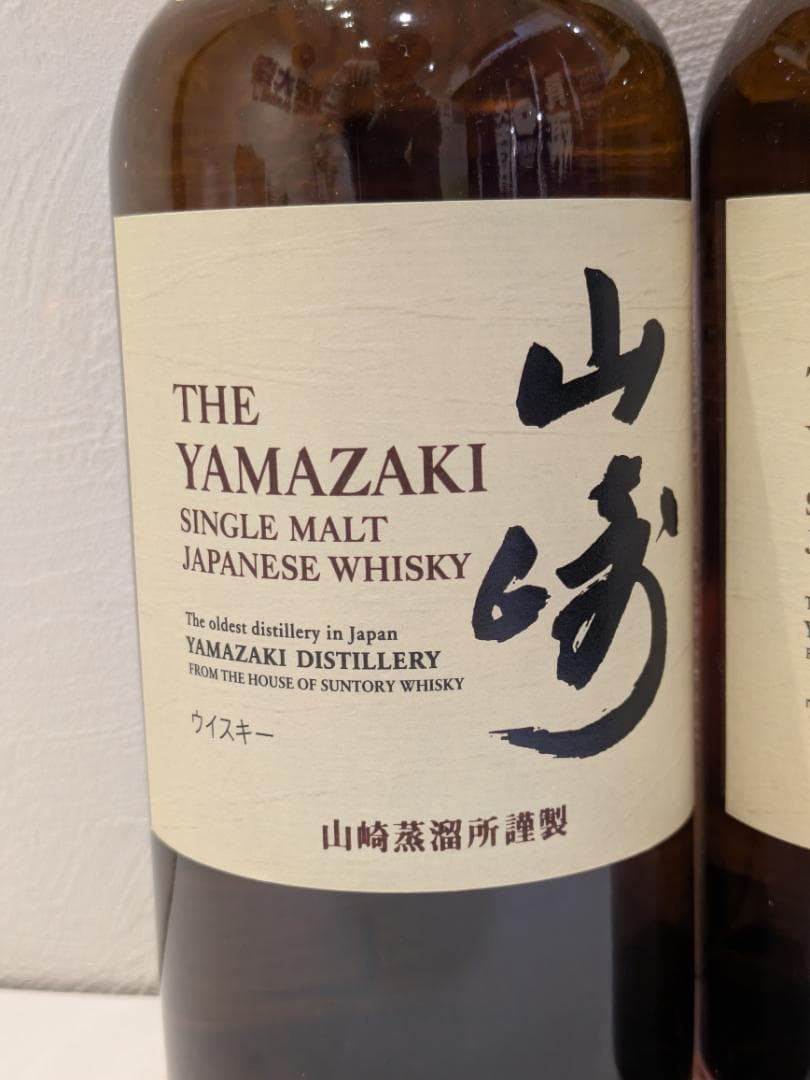 THE
YAMAZAKI
SINGLE MALT
JAPANESE WHISKY
The oldest distillery in Japan
YAMAZAKI DISTILLERY
FROM THE HOUSE OF SUNTORY WHISKY
ウイスキー
山崎
山崎蒸溜所謹製